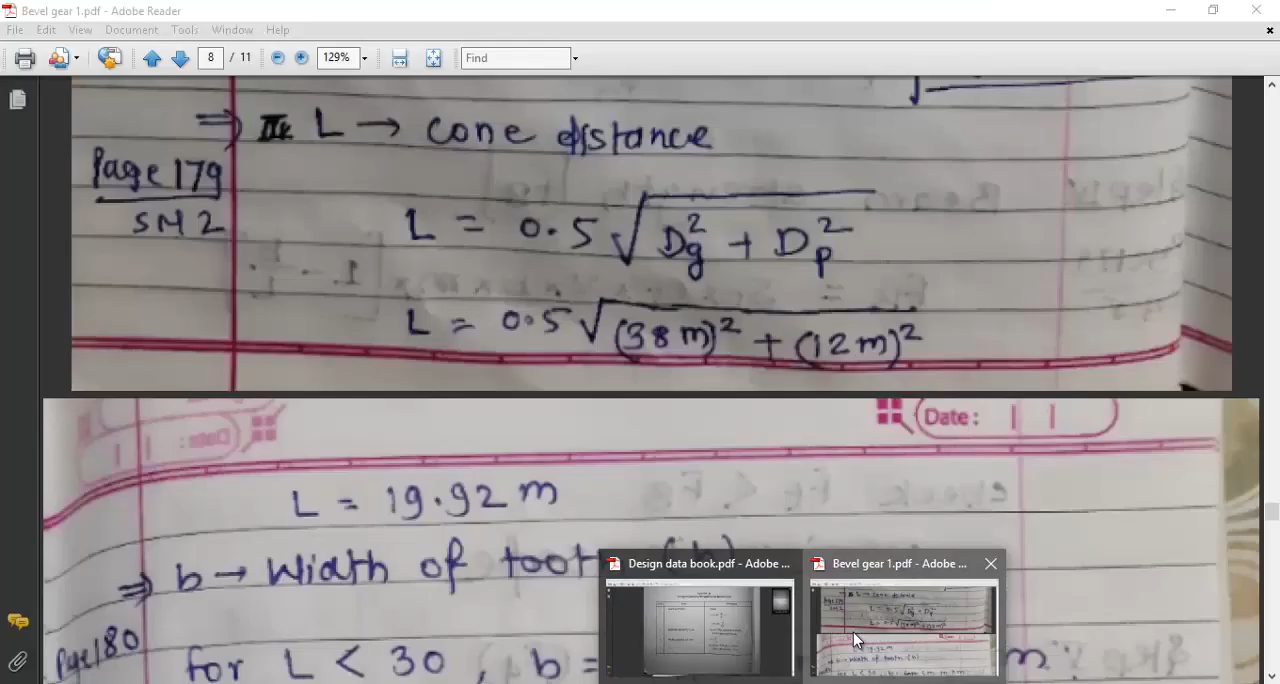 Bevel gear 1.pdf - Adobe Reader
File Edit View Document Tools Window Help
8 / 11 129% Find
⇒ L → cone distance
Page 179
SM2
L = 0.5 √ Dg² + Dp²
L = 0.5 √ (38 m)² + (12 m)²
Date :
L = 19.92 m
⇒ b → Width of toot (b)
Page 180
for L < 30 , b = m
Design data book.pdf - Adobe ...
Bevel gear 1.pdf - Adobe ...